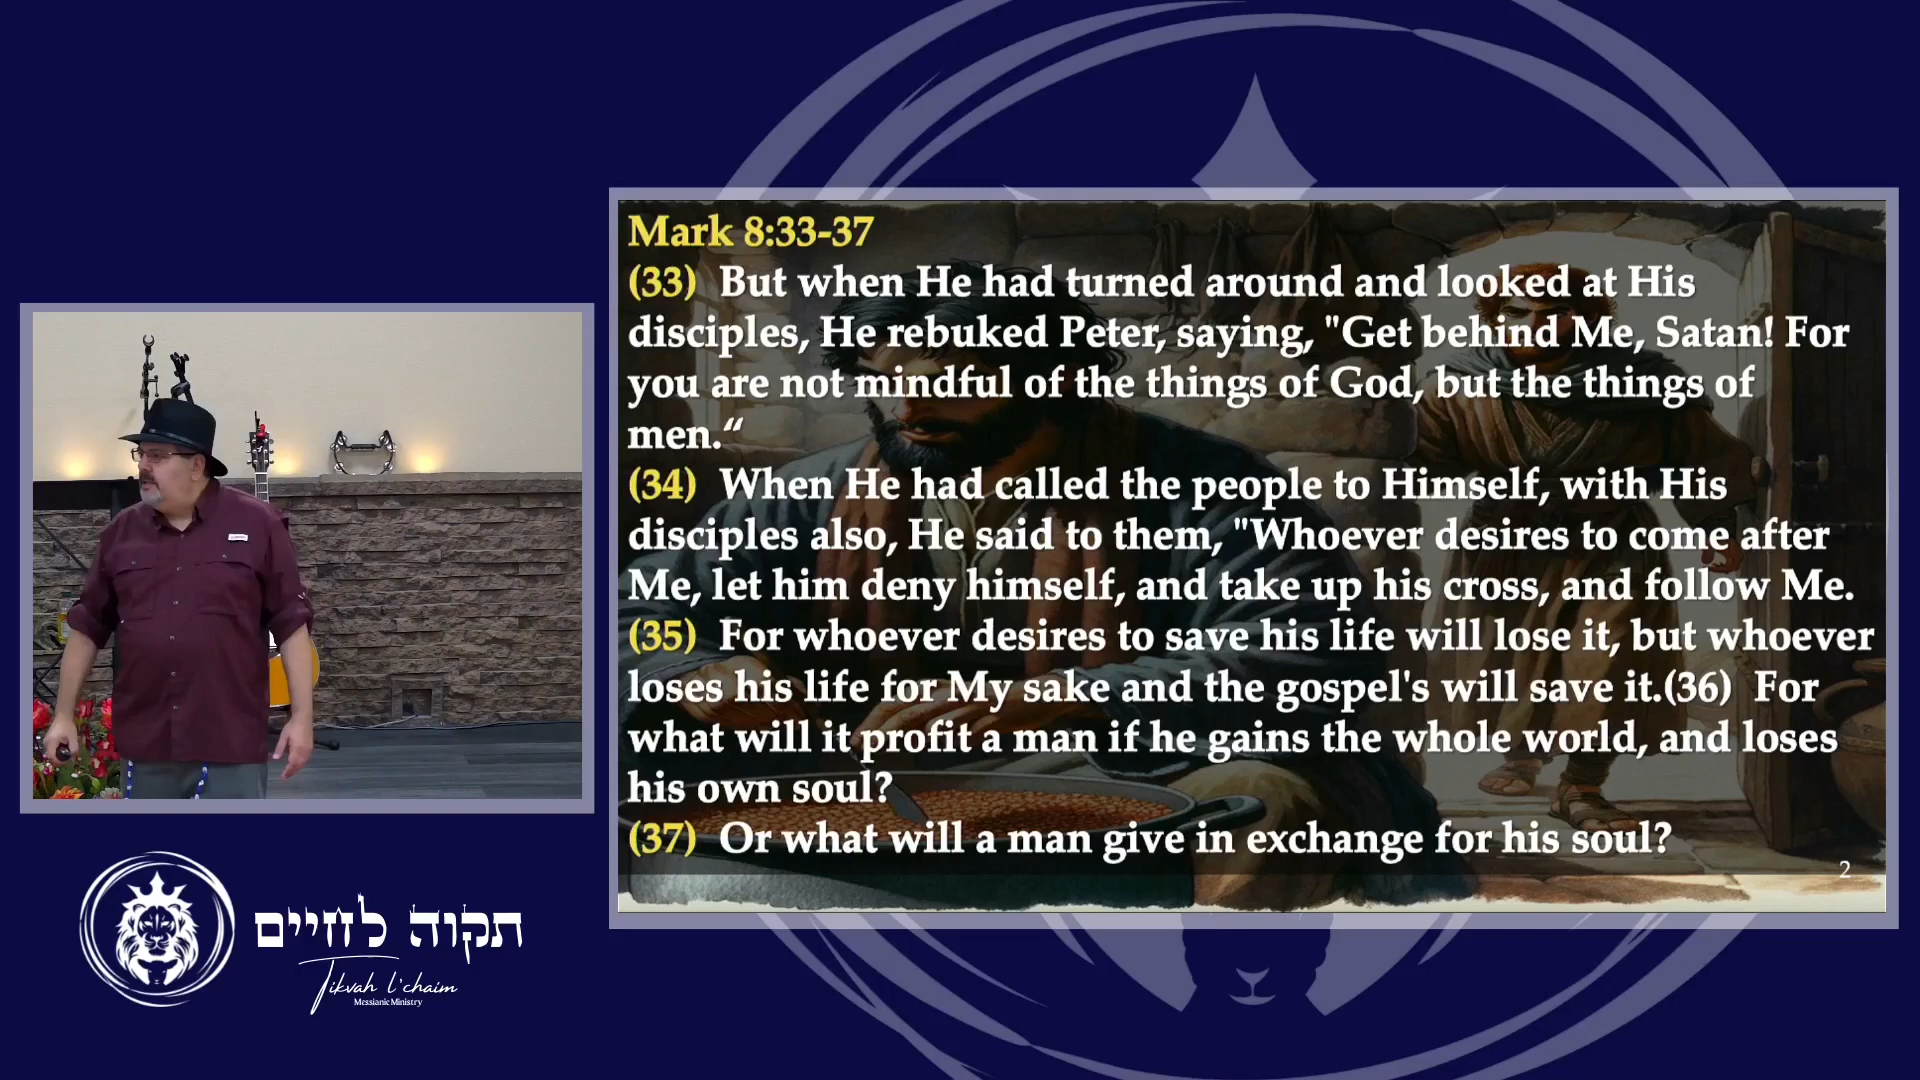 Mark 8:33-37
(33) But when He had turned around and looked at His
disciples, He rebuked Peter, saying, "Get behind Me, Satan! For
you are not mindful of the things of God, but the things of
men.“
(34) When He had called the people to Himself, with His
disciples also, He said to them, "Whoever desires to come after
Me, let him deny himself, and take up his cross, and follow Me.
(35) For whoever desires to save his life will lose it, but whoever
loses his life for My sake and the gospel's will save it.(36) For
what will it profit a man if he gains the whole world, and loses
his own soul?
(37) Or what will a man give in exchange for his soul?
2
תקוה לחיים
Tikvah l'chaim
Messianic Ministry